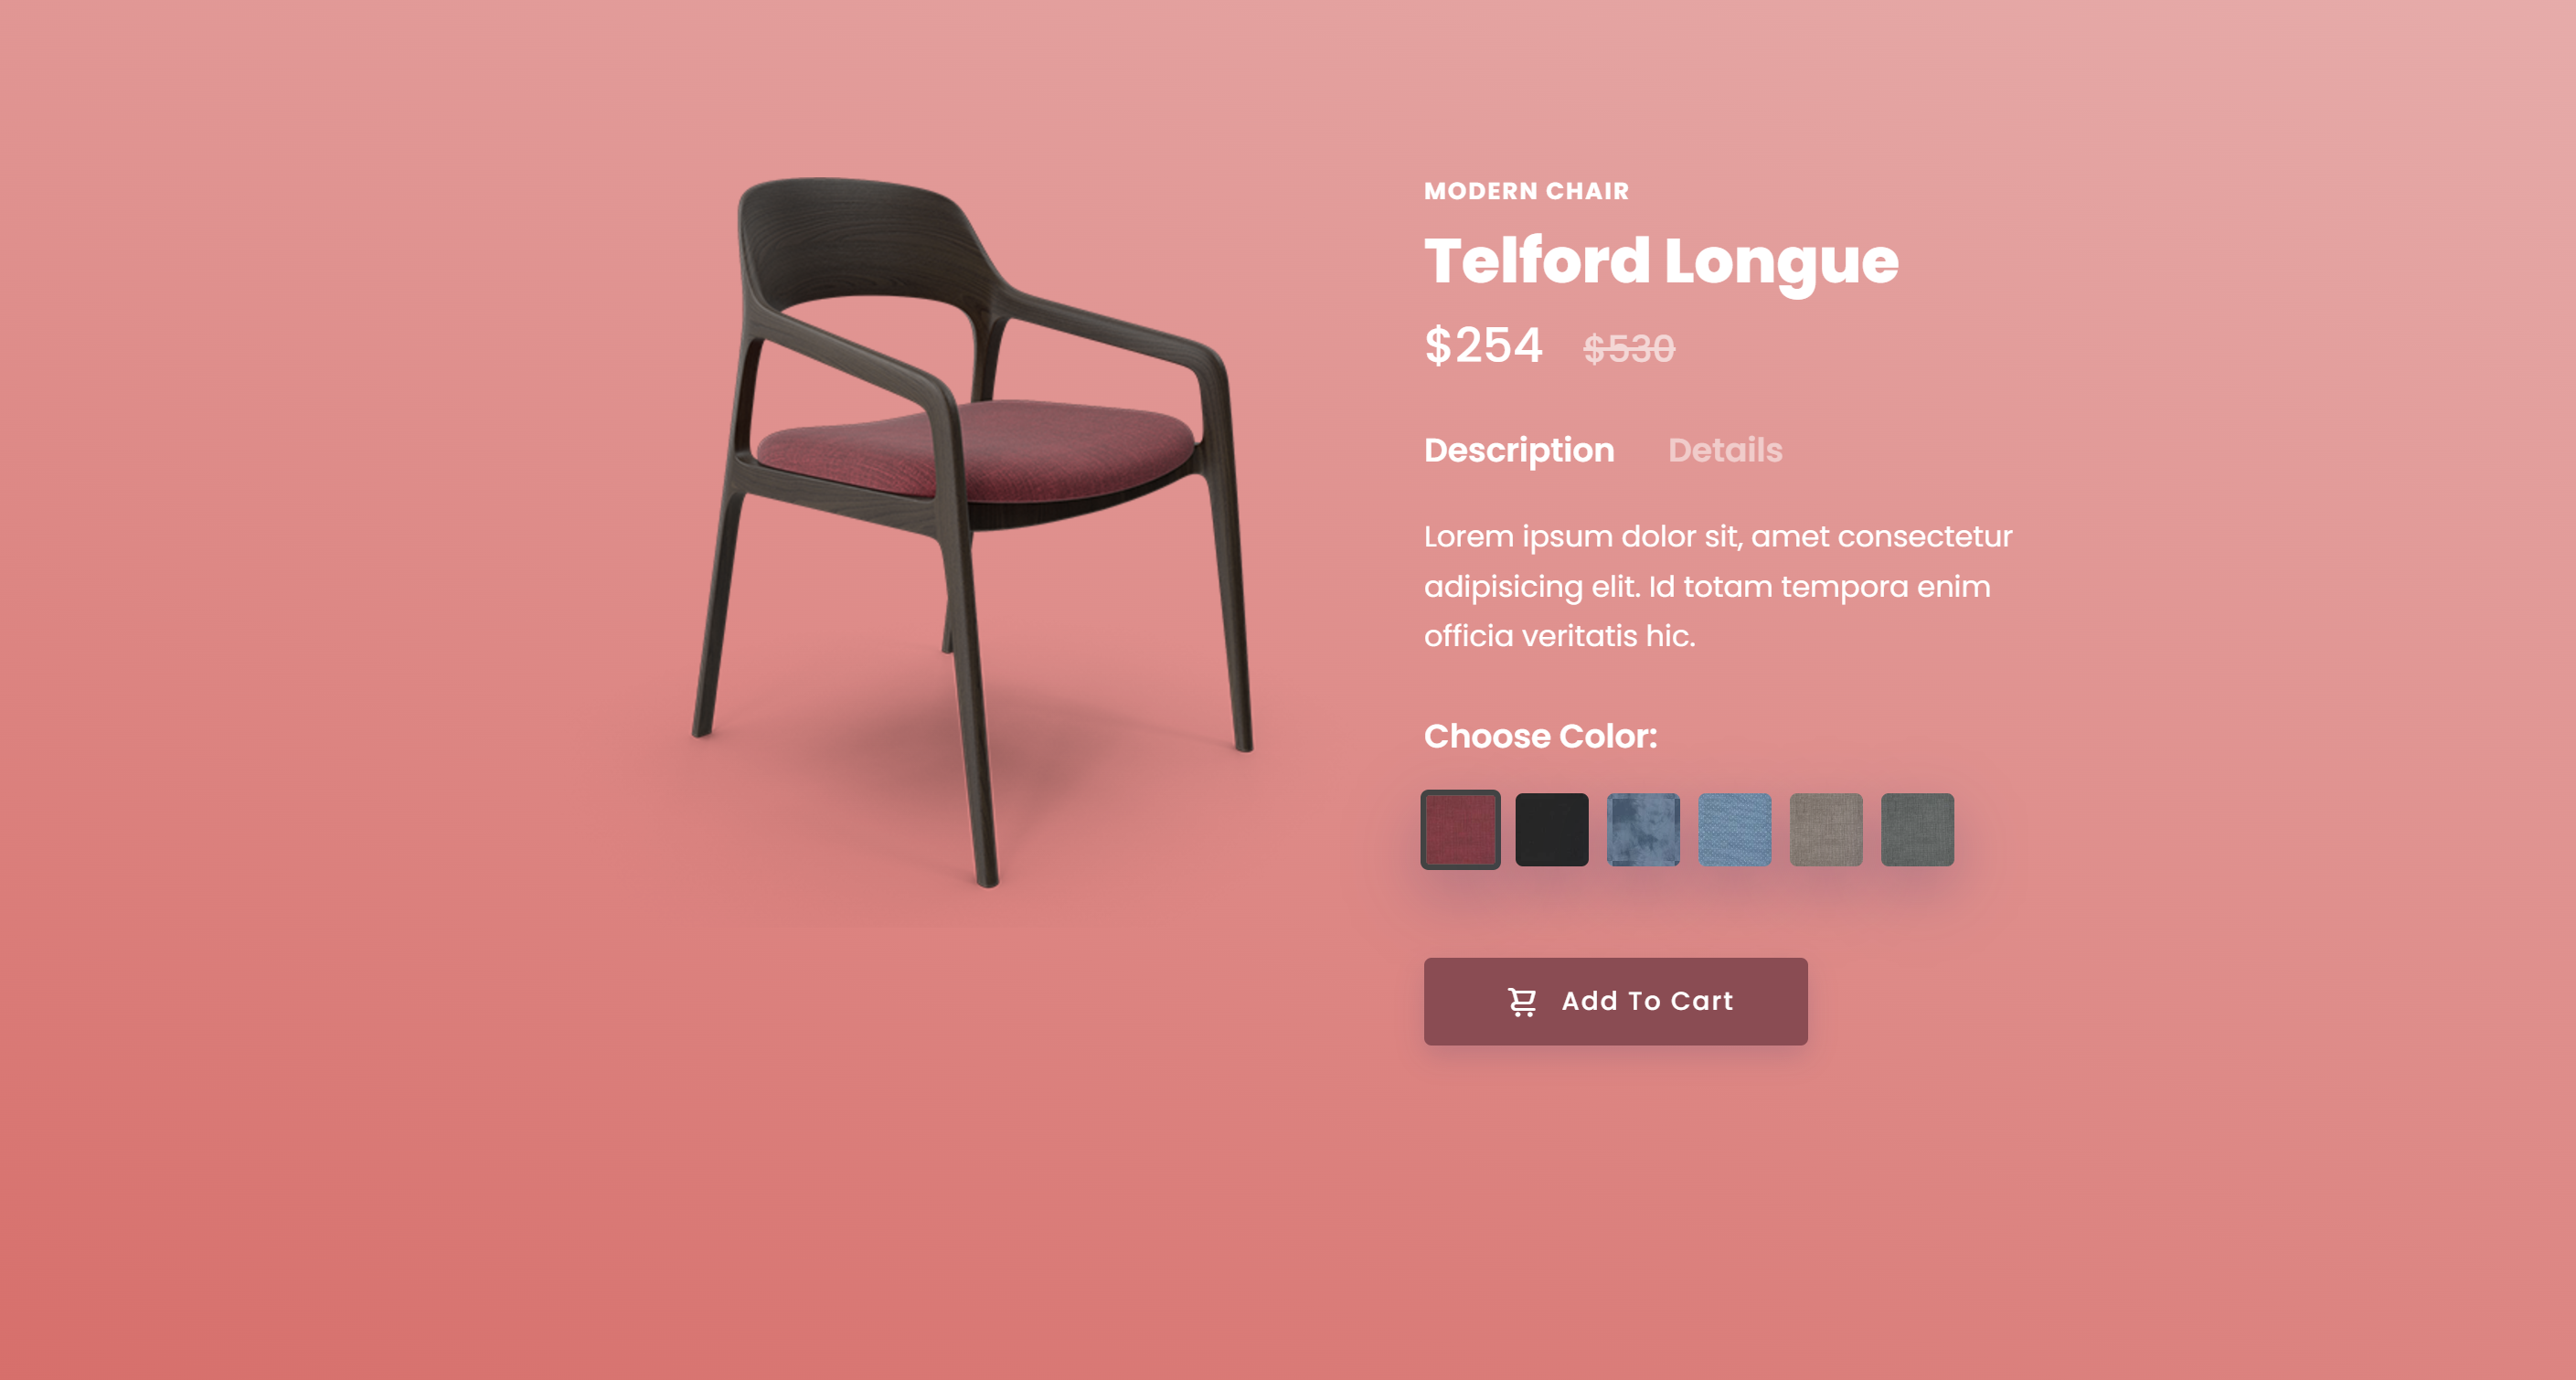 MODERN CHAIR
Telford Longue
$254 $530
Description Details
Lorem ipsum dolor sit, amet consectetur
adipisicing elit. Id totam tempora enim
officia veritatis hic.
Choose Color:
Add To Cart